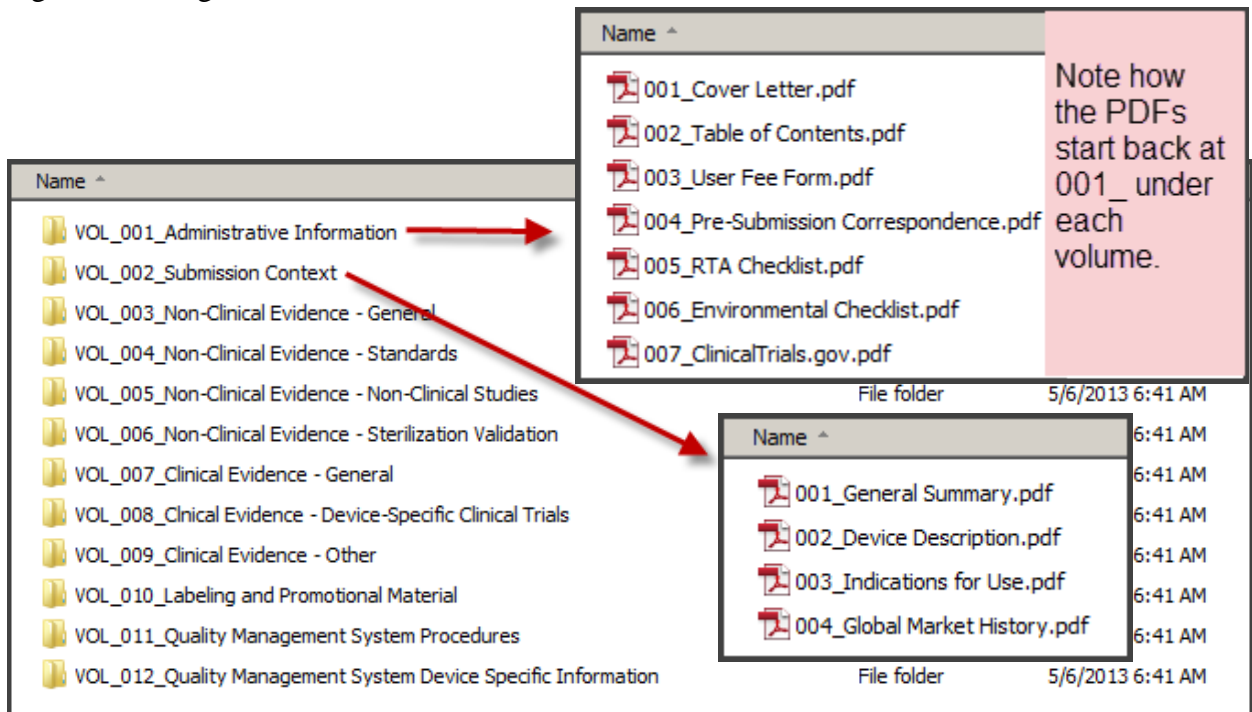 Name
001_Cover Letter.pdf
002_Table of Contents.pdf
003_User Fee Form.pdf
004_Pre-Submission Correspondence.pdf
005_RTA Checklist.pdf
006_Environmental Checklist.pdf
007_ClinicalTrials.gov.pdf
Note how
the PDFs
start back at
001_ under
each
volume.
Name
VOL_001_Administrative Information
VOL_002_Submission Context
VOL_003_Non-Clinical Evidence - General
VOL_004_Non-Clinical Evidence - Standards
VOL_005_Non-Clinical Evidence - Non-Clinical Studies File folder 5/6/2013 6:41 AM
VOL_006_Non-Clinical Evidence - Sterilization Validation 6:41 AM
VOL_007_Clinical Evidence - General 6:41 AM
VOL_008_Clnical Evidence - Device-Specific Clinical Trials 6:41 AM
VOL_009_Clinical Evidence - Other 6:41 AM
VOL_010_Labeling and Promotional Material 6:41 AM
VOL_011_Quality Management System Procedures 6:41 AM
VOL_012_Quality Management System Device Specific Information File folder 5/6/2013 6:41 AM
Name
001_General Summary.pdf
002_Device Description.pdf
003_Indications for Use.pdf
004_Global Market History.pdf